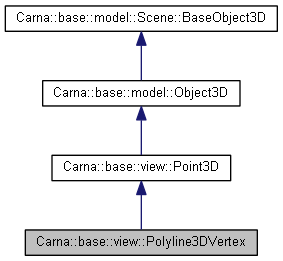 Carna::base::model::Scene::BaseObject3D
Carna::base::model::Object3D
Carna::base::view::Point3D
Carna::base::view::Polyline3DVertex